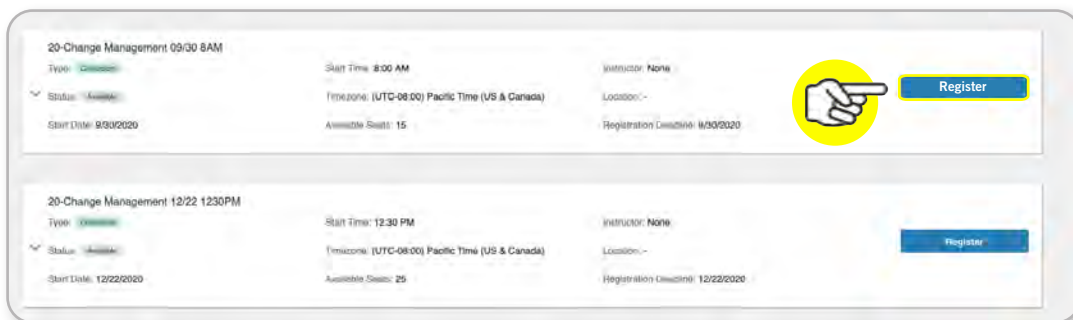 20-Change Management 09/30 8AM
Type:
Start Time: 8:00 AM
Instructor: None
Register
Status: Available
Timezone: (UTC-08:00) Pacific Time (US & Canada)
Location: -
Start Date: 9/30/2020
Available Seats: 15
Registration Deadline: 9/30/2020
20-Change Management 12/22 1230PM
Type:
Start Time: 12:30 PM
Instructor: None
Register
Status: Available
Timezone: (UTC-08:00) Pacific Time (US & Canada)
Location: -
Start Date: 12/22/2020
Available Seats: 25
Registration Deadline: 12/22/2020